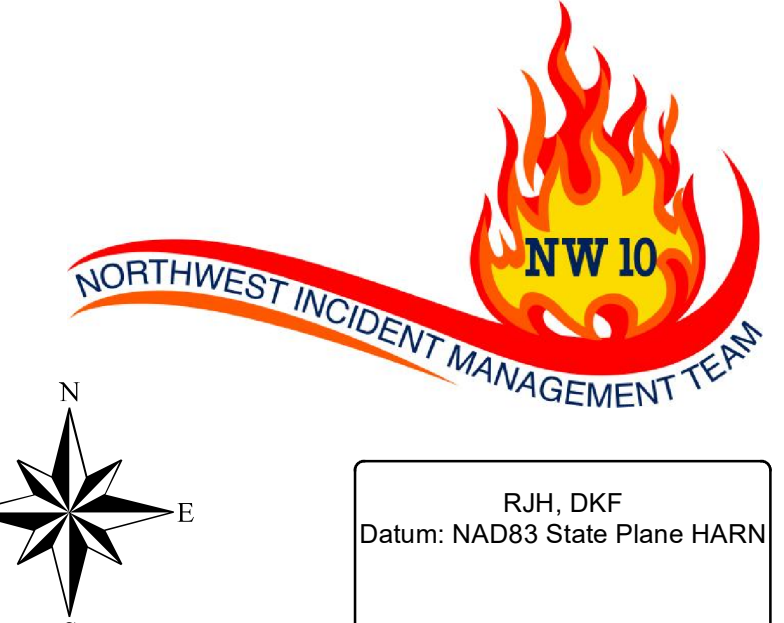 NW 10
NORTHWEST INCIDENT MANAGEMENT TEAM
N
E
RJH, DKF
Datum: NAD83 State Plane HARN